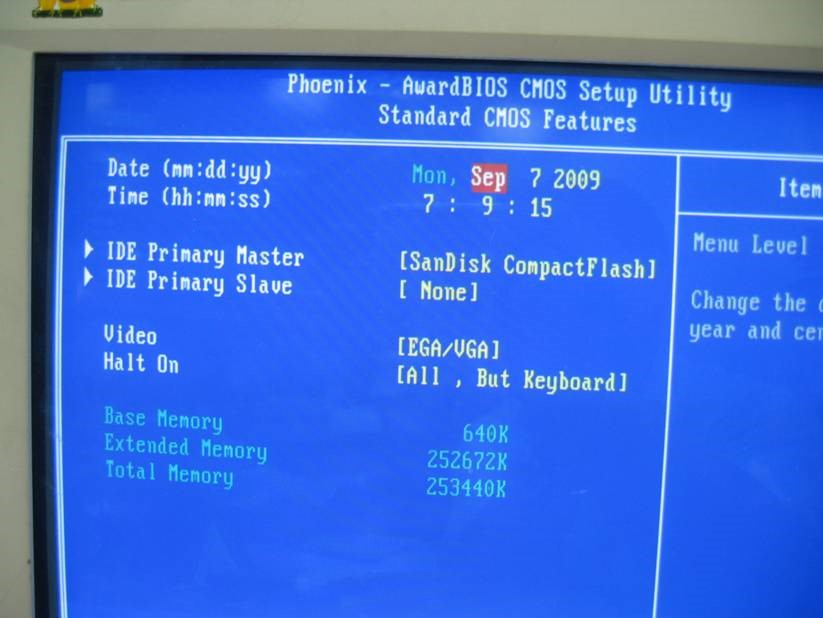 Phoenix - AwardBIOS CMOS Setup Utility
Standard CMOS Features
Date (mm:dd:yy) Mon, Sep 7 2009
Time (hh:mm:ss) 7 : 9 : 15
IDE Primary Master [SanDisk CompactFlash]
IDE Primary Slave [ None]
Video [EGA/VGA]
Halt On [All , But Keyboard]
Base Memory 640K
Extended Memory 252672K
Total Memory 253440K
Item
Menu Level
Change the
year and cen